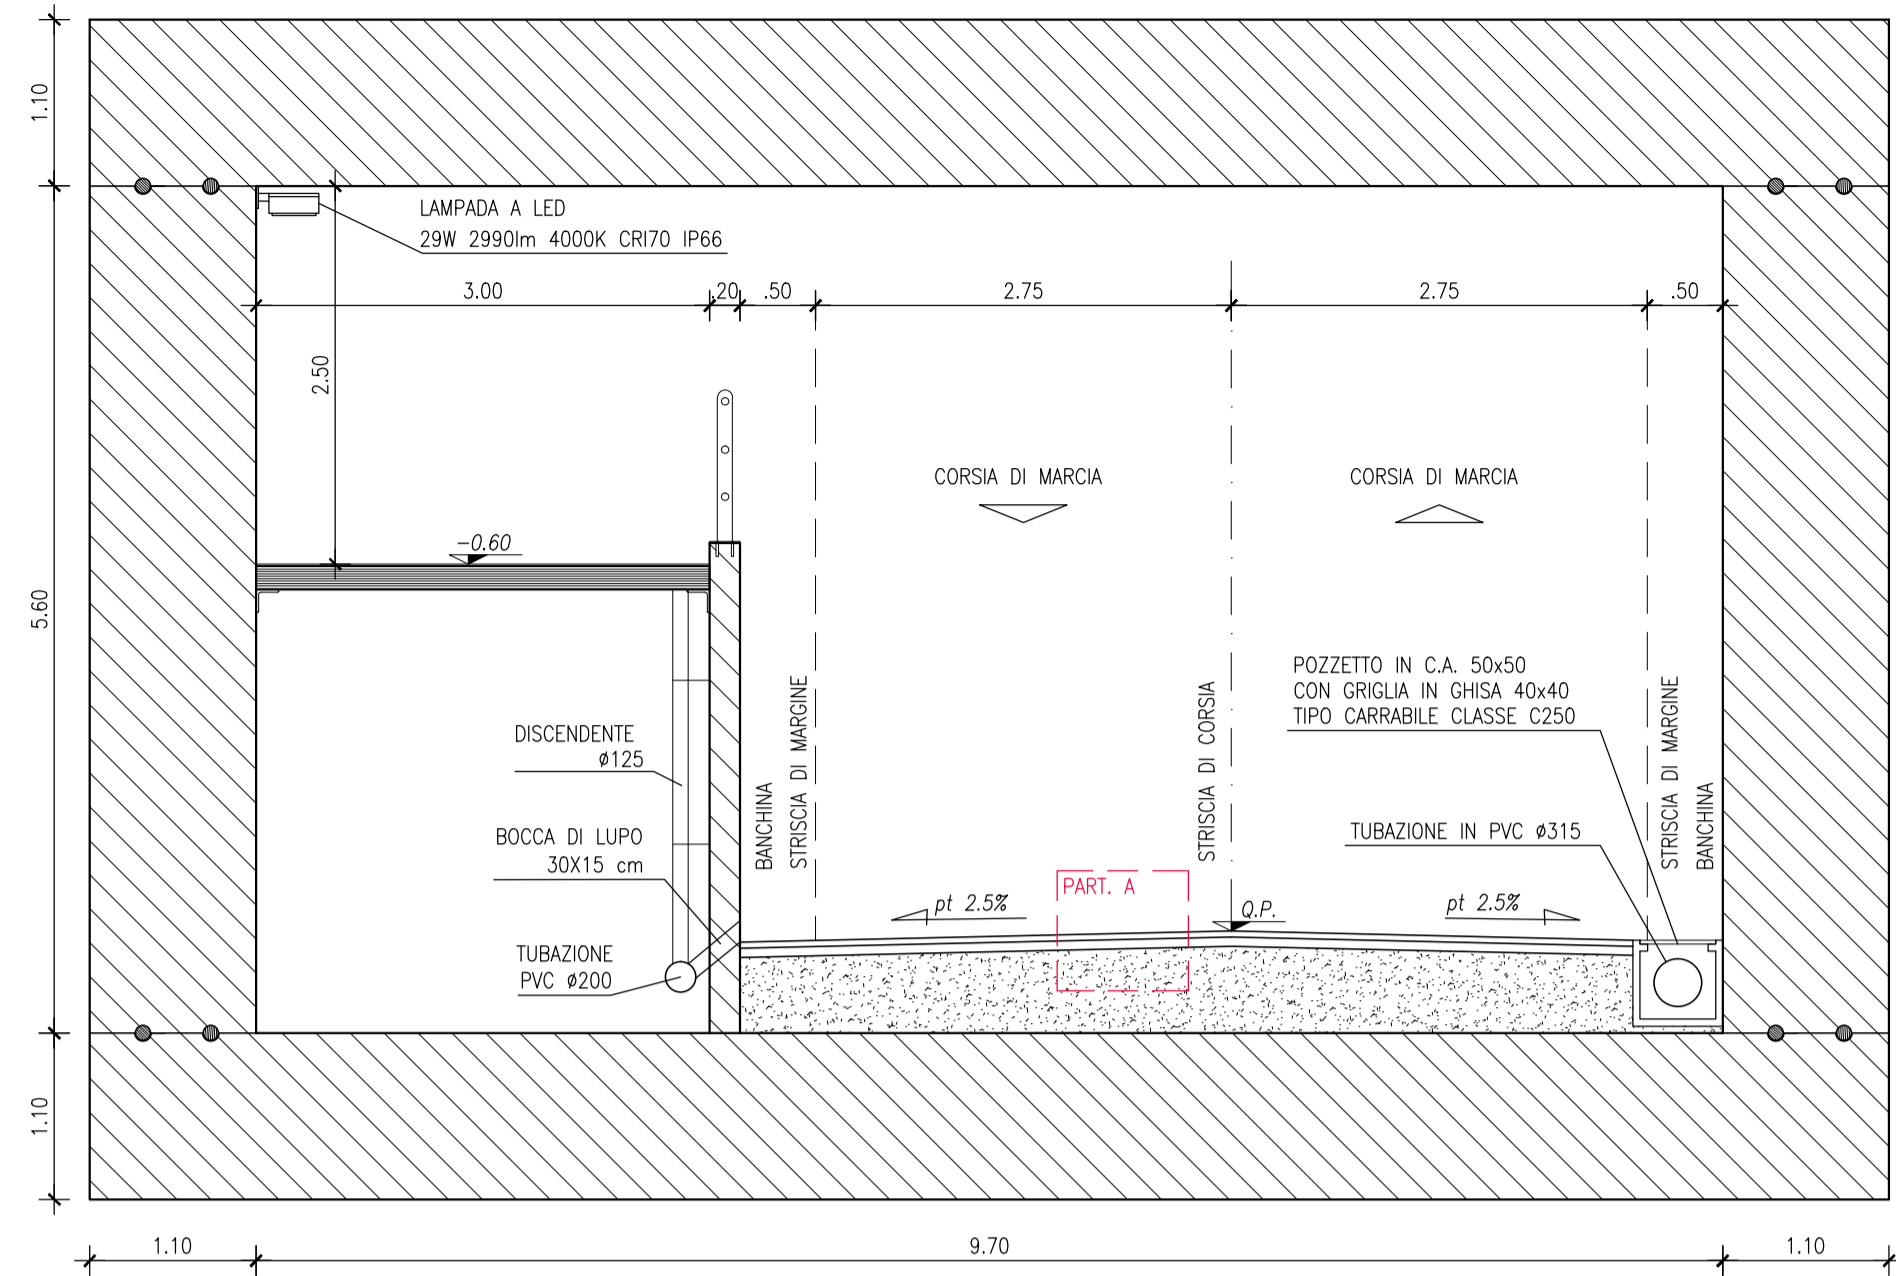 1.10
LAMPADA A LED
29W 2990lm 4000K CRI70 IP66
3.00
.20
.50
2.75
2.75
.50
2.50
CORSIA DI MARCIA
CORSIA DI MARCIA
-0.60
5.60
POZZETTO IN C.A. 50x50
CON GRIGLIA IN GHISA 40x40
TIPO CARRABILE CLASSE C250
DISCENDENTE
ø125
BANCHINA
STRISCIA DI MARGINE
STRISCIA DI CORSIA
STRISCIA DI MARGINE
BANCHINA
BOCCA DI LUPO
30X15 cm
TUBAZIONE IN PVC ø315
PART. A
pt 2.5%
Q.P.
pt 2.5%
TUBAZIONE
PVC ø200
1.10
1.10
9.70
1.10